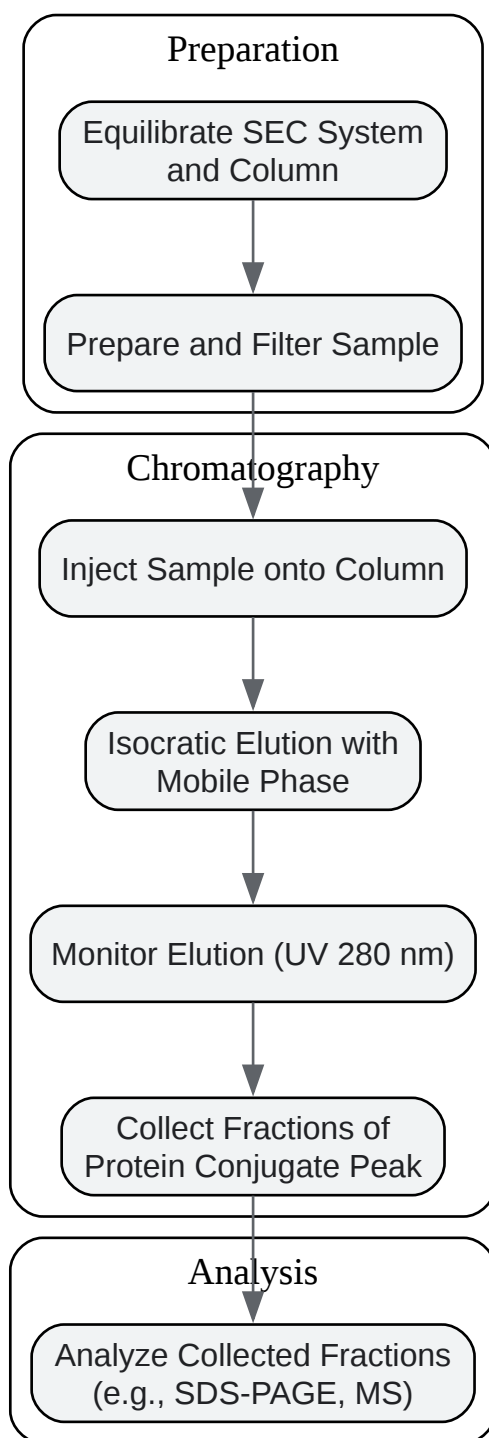 Preparation
Equilibrate SEC System
and Column
Prepare and Filter Sample
Chromatography
Inject Sample onto Column
Isocratic Elution with
Mobile Phase
Monitor Elution (UV 280 nm)
Collect Fractions of
Protein Conjugate Peak
Analysis
Analyze Collected Fractions
(e.g., SDS-PAGE, MS)